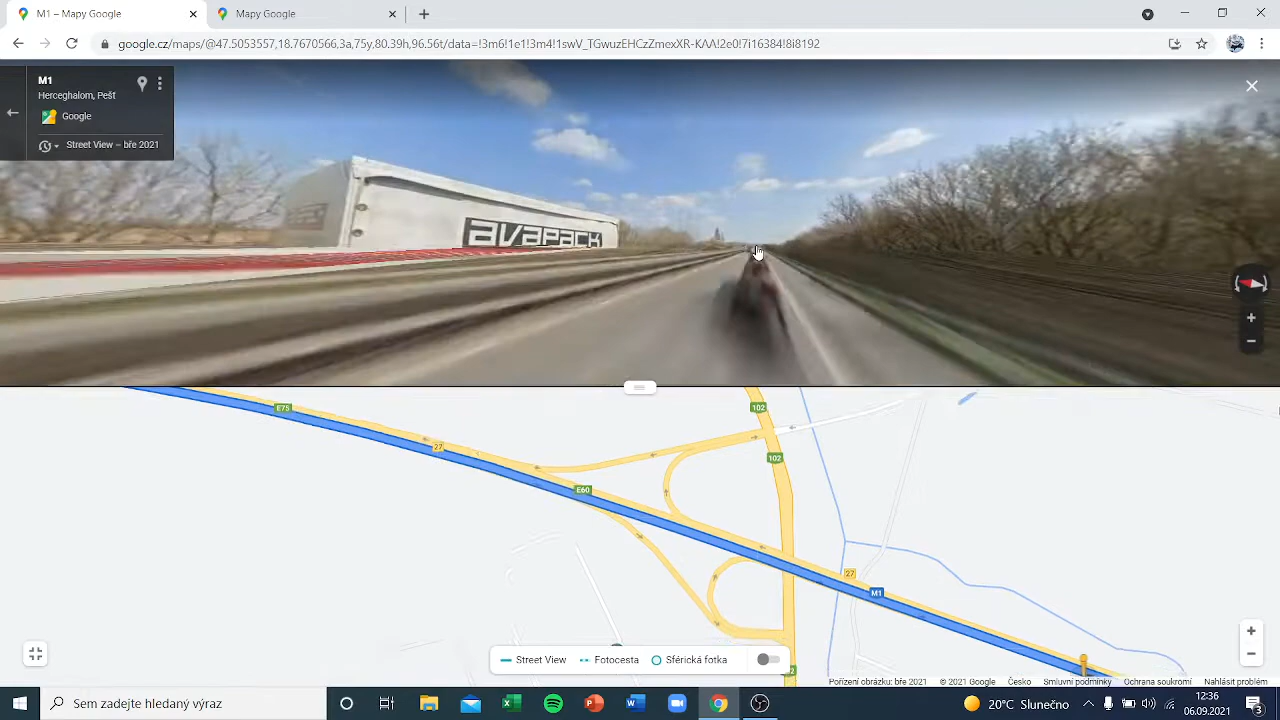 M1 – Mapy Google
Mapy Google
google.cz/maps/@47.5053557,18.7670566,3a,75y,80.39h,96.56t/data=!3m6!1e1!3m4!1swV_TGwuzEHCzZmexXR-KAA!2e0!7i16384!8i8192
M1
Herceghalom, Pešt
Google
Street View – bře 2021
avapack
E75
27
E60
102
102
27
M1
2
Street View
Fotocesta
Sférická fotka
Pořízení obrázku: bře 2021 © 2021 Google Česko Smluvní podmínky Ochrana soukromí Nahlásit problém
Sem zadejte hledaný výraz
20°C Slunečno
12:36
06.09.2021
3